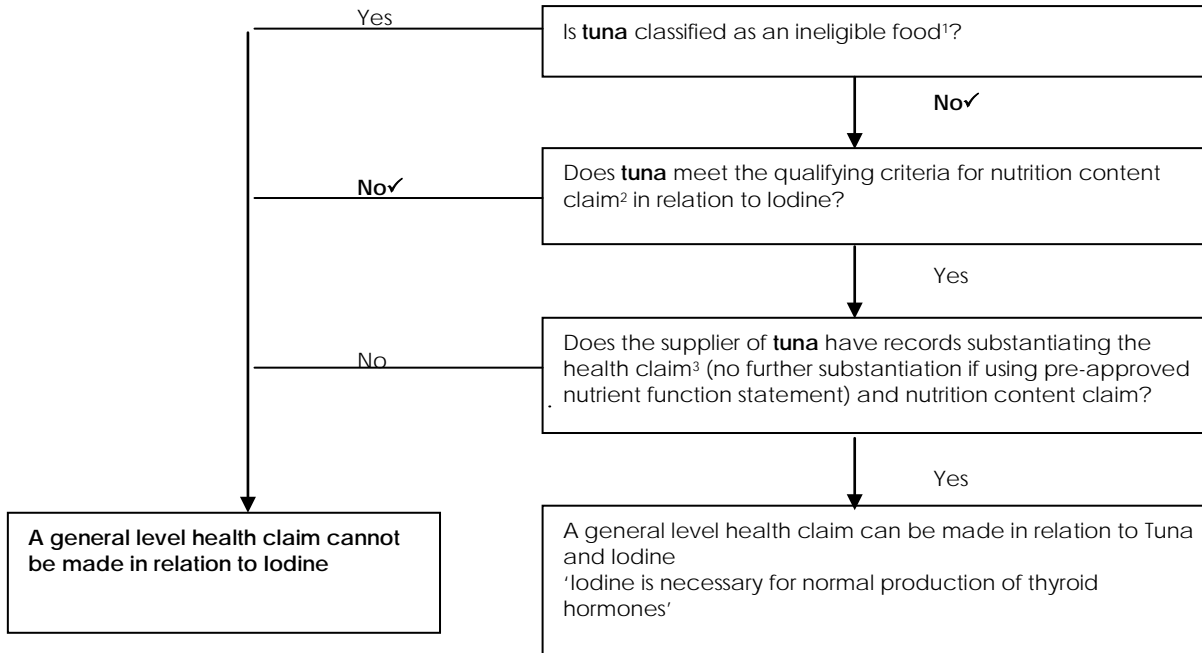 Yes
Is tuna classified as an ineligible food¹?
No✓
Does tuna meet the qualifying criteria for nutrition content
claim² in relation to Iodine?
No✓
Yes
Does the supplier of tuna have records substantiating the
health claim³ (no further substantiation if using pre-approved
nutrient function statement) and nutrition content claim?
No
.
Yes
A general level health claim cannot
be made in relation to Iodine
A general level health claim can be made in relation to Tuna
and Iodine
‘Iodine is necessary for normal production of thyroid
hormones’